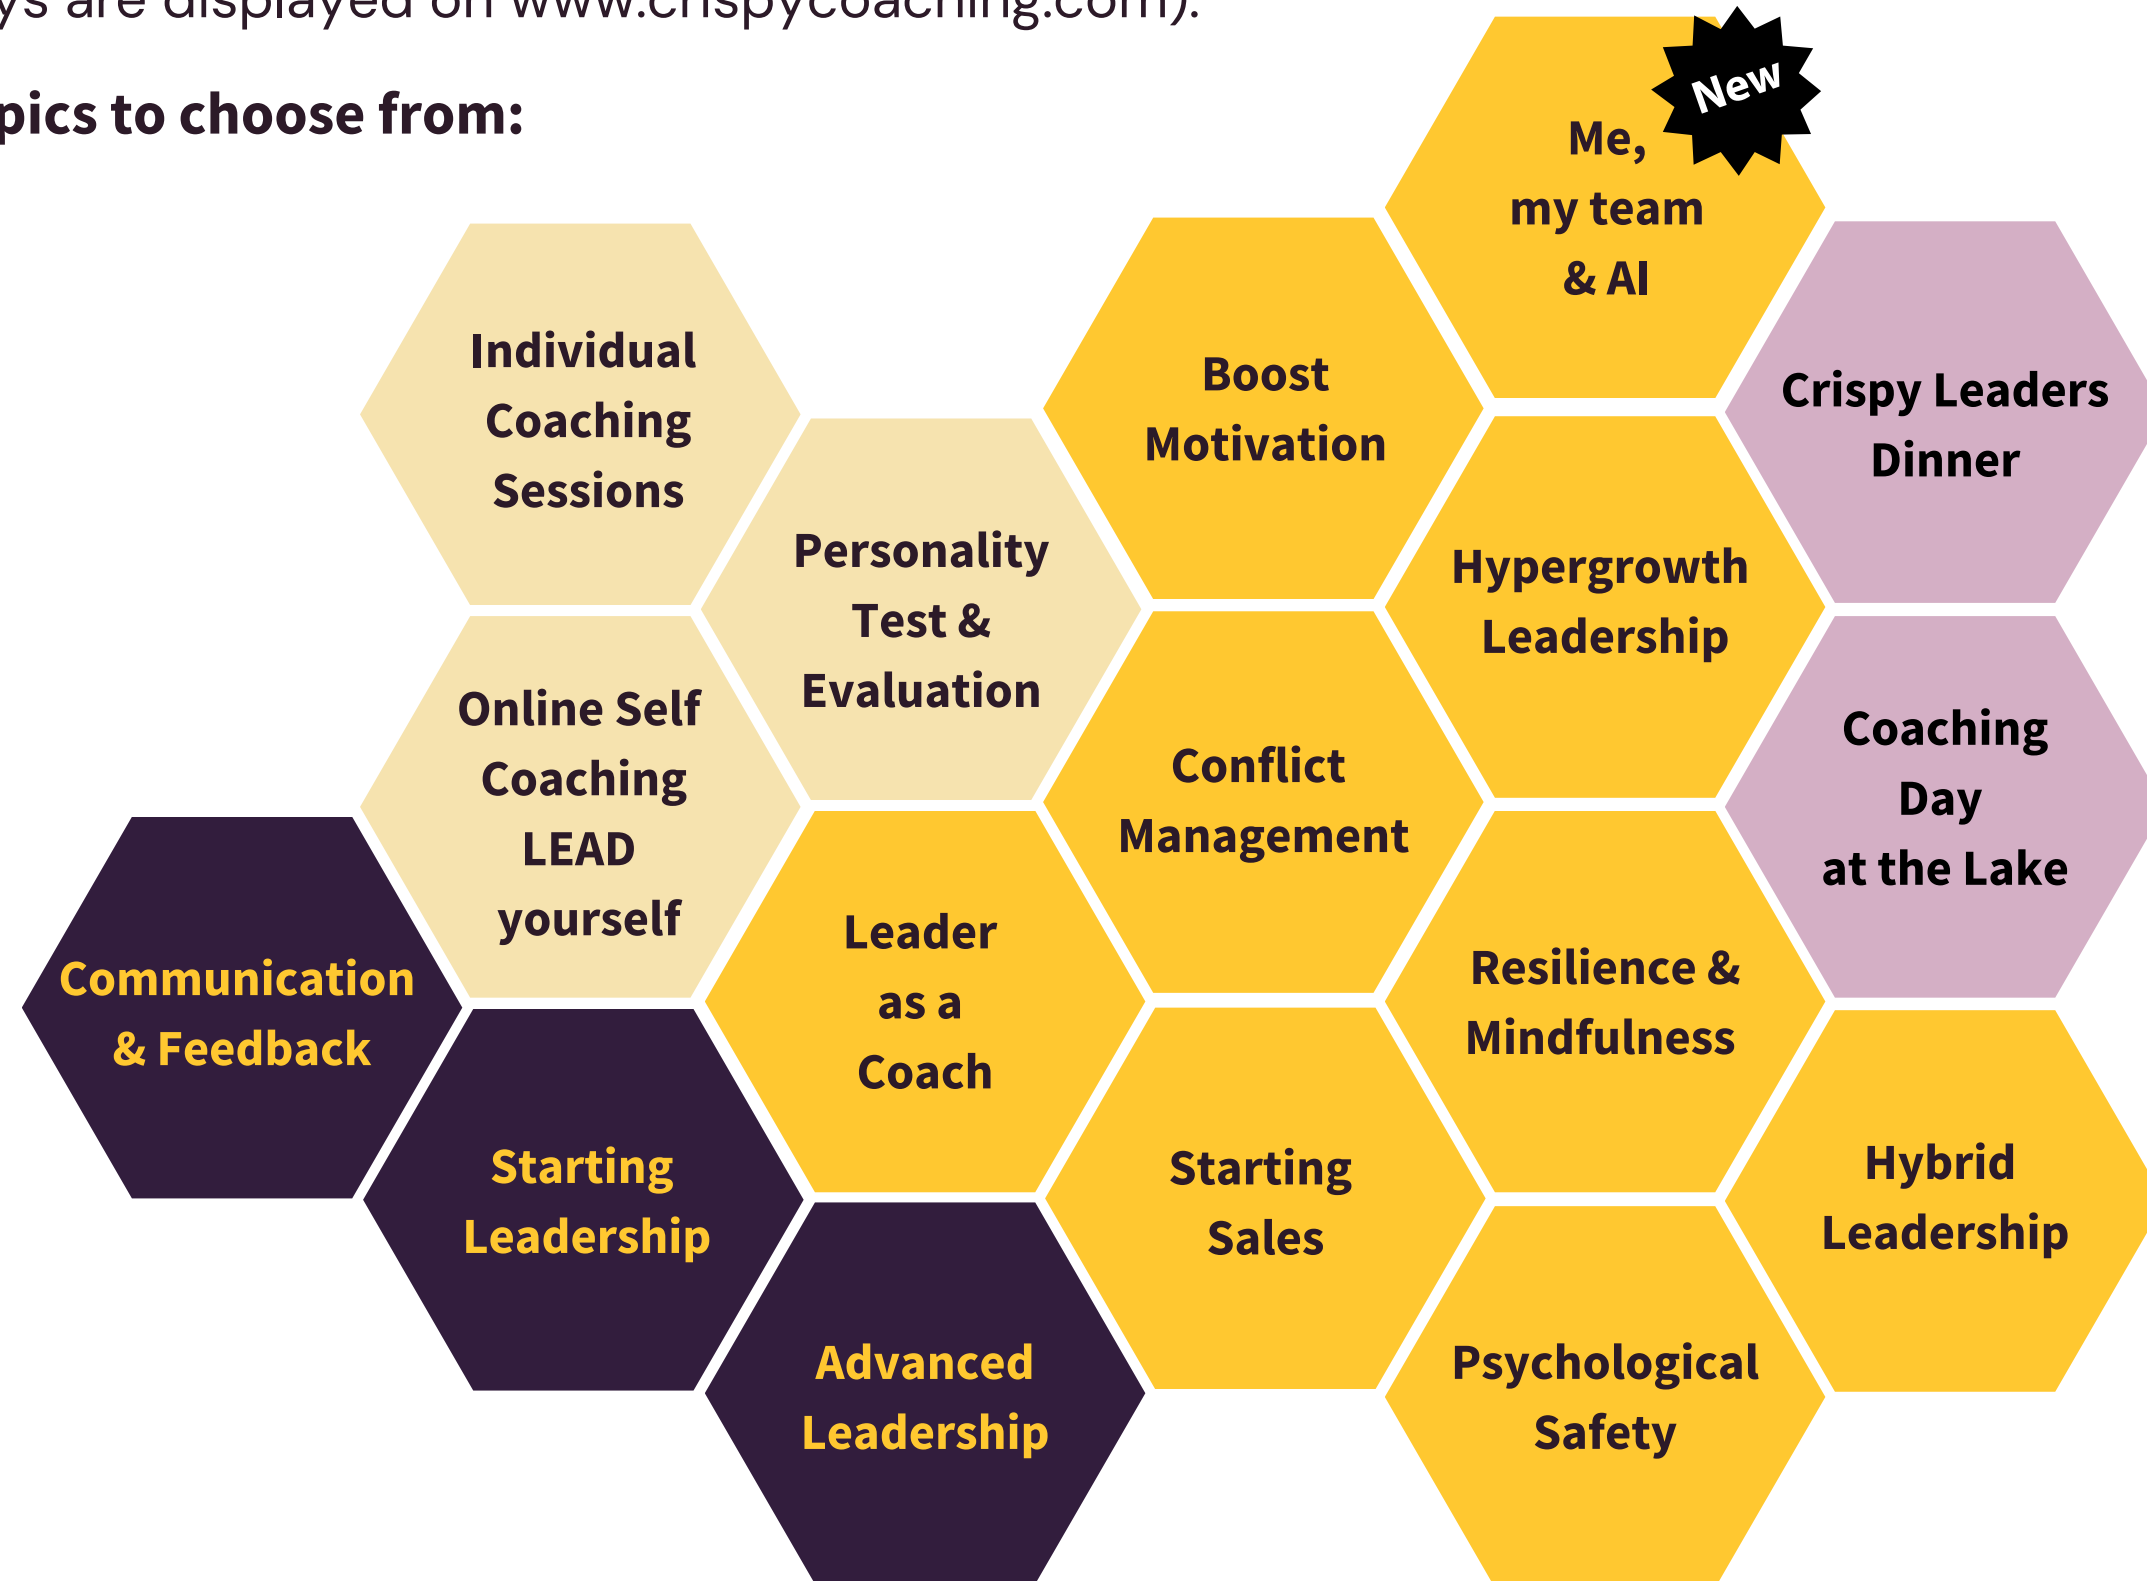 ys are displayed on www.crispycoaching.com).
pics to choose from:
New
Me,
my team
& AI
Individual
Coaching
Sessions
Boost
Motivation
Crispy Leaders
Dinner
Personality
Test &
Evaluation
Hypergrowth
Leadership
Online Self
Coaching
LEAD
yourself
Conflict
Management
Coaching
Day
at the Lake
Communication
& Feedback
Leader
as a
Coach
Resilience &
Mindfulness
Starting
Leadership
Starting
Sales
Hybrid
Leadership
Advanced
Leadership
Psychological
Safety